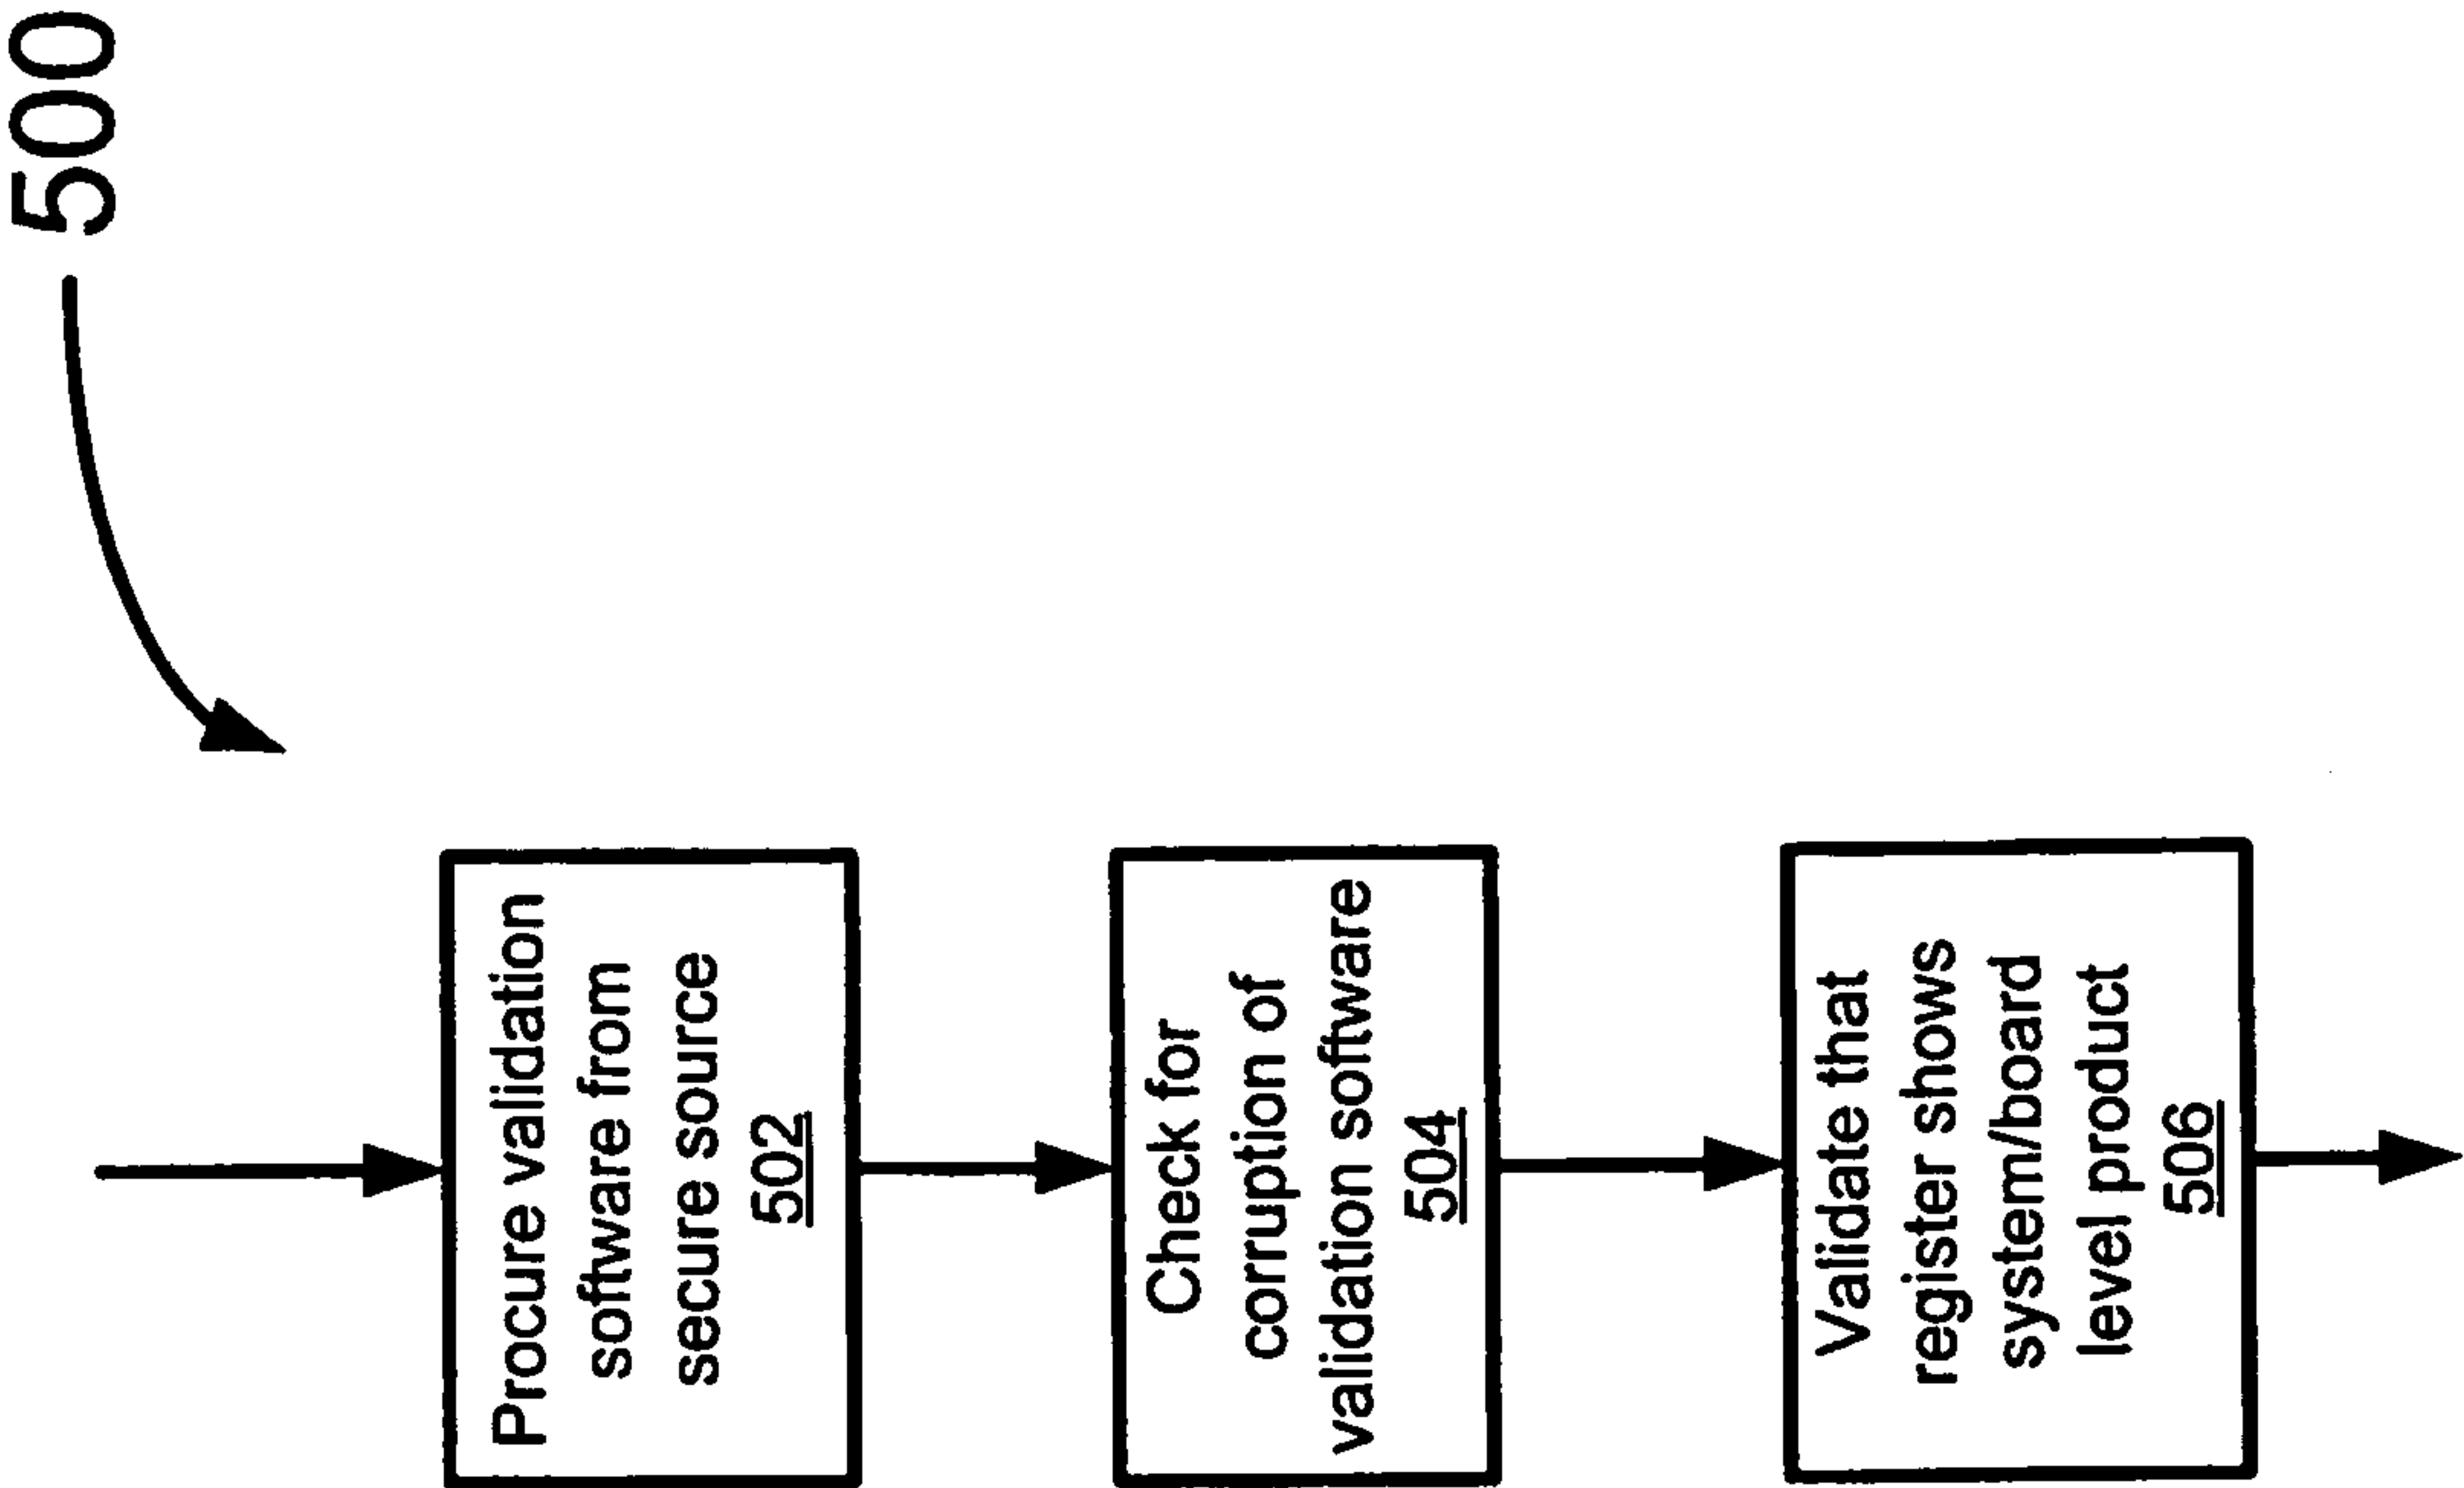 500
Procure validation
software from
secure source
502
Check for
corruption of
validation software
504
Validate that
register shows
system/board
level product
506